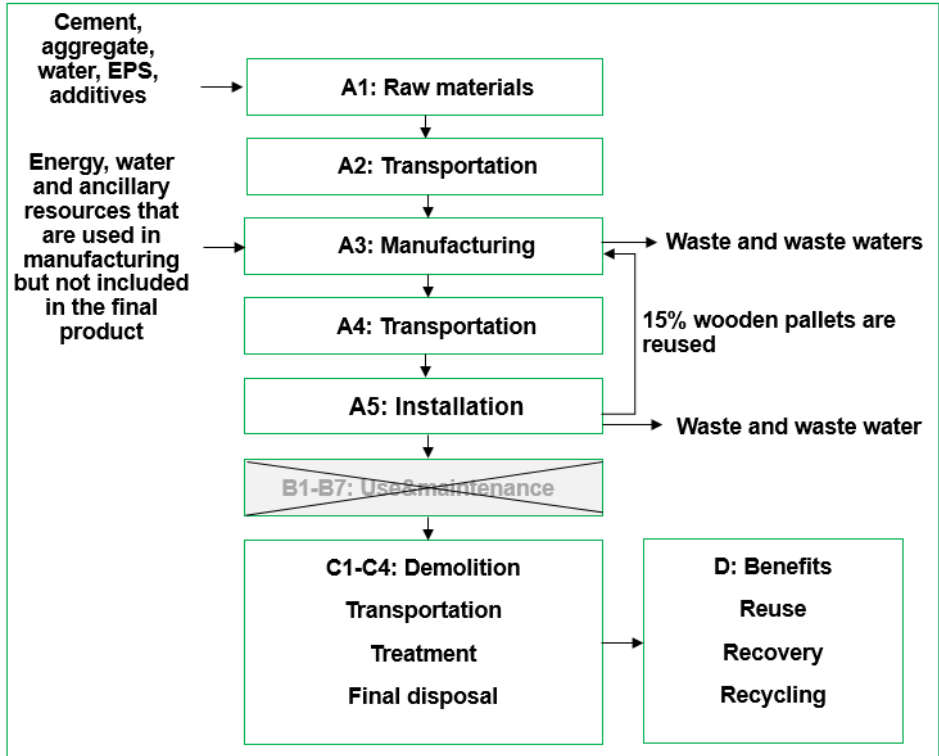 Cement,
aggregate,
water, EPS,
additives
A1: Raw materials
A2: Transportation
Energy, water
and ancillary
resources that
are used in
manufacturing
but not included
in the final
product
A3: Manufacturing
Waste and waste waters
A4: Transportation
15% wooden pallets are
reused
A5: Installation
Waste and waste water
B1-B7: Use&maintenance
C1-C4: Demolition
Transportation
Treatment
Final disposal
D: Benefits
Reuse
Recovery
Recycling